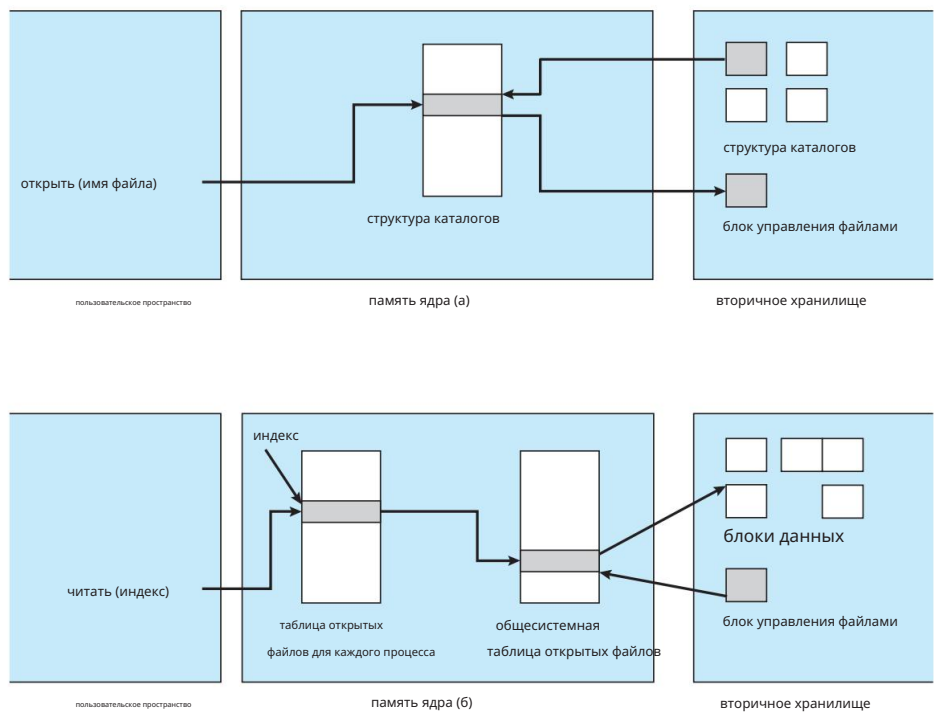 открыть (имя файла)
структура каталогов
структура каталогов
блок управления файлами
пользовательское пространство
память ядра (а)
вторичное хранилище
индекс
читать (индекс)
таблица открытых
файлов для каждого процесса
общесистемная
таблица открытых файлов
блоки данных
блок управления файлами
пользовательское пространство
память ядра (б)
вторичное хранилище